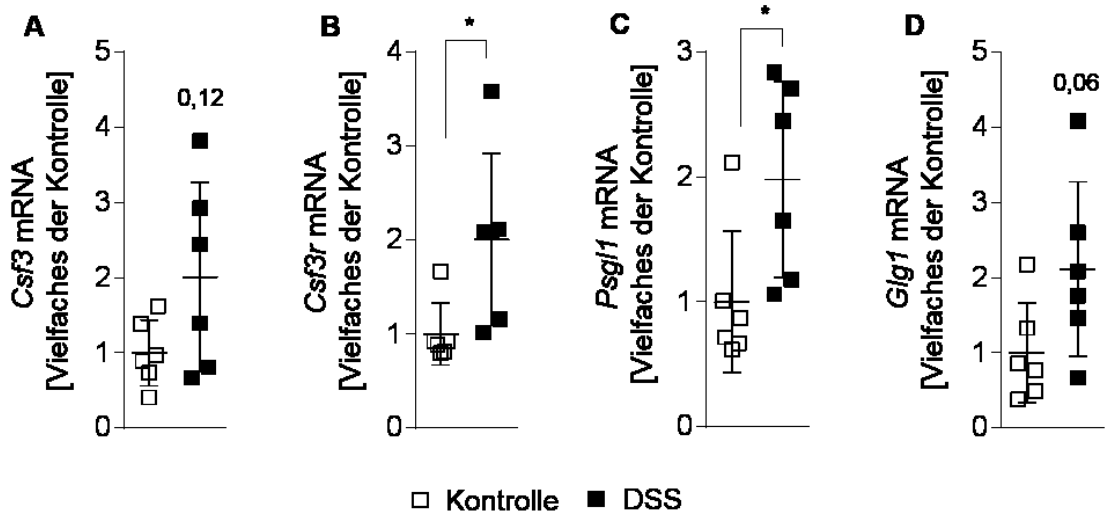 A
Csf3 mRNA
[Vielfaches der Kontrolle]
5
4
3
2
1
0
0,12
B
Csf3r mRNA
[Vielfaches der Kontrolle]
4
3
2
1
0
*
C
Psgl1 mRNA
[Vielfaches der Kontrolle]
3
2
1
0
*
D
Glg1 mRNA
[Vielfaches der Kontrolle]
5
4
3
2
1
0
0,06
Kontrolle DSS